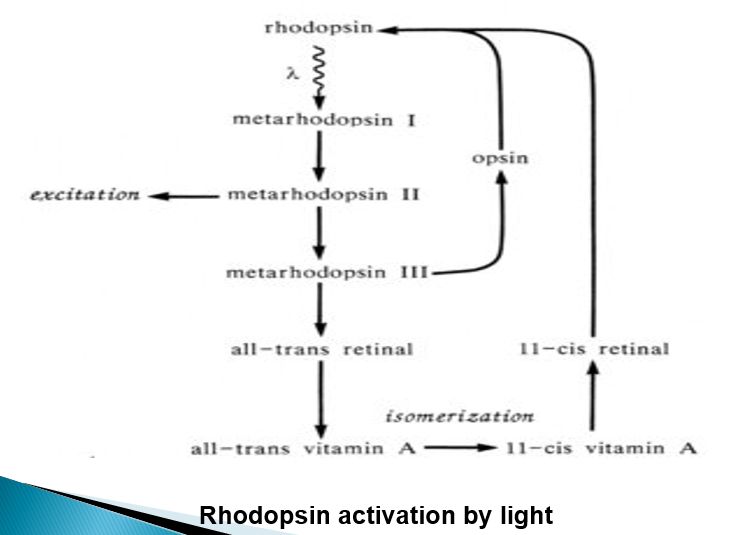 rhodopsin
λ
metarhodopsin I
opsin
excitation
metarhodopsin II
metarhodopsin III
all-trans retinal
11-cis retinal
isomerization
all-trans vitamin A
11-cis vitamin A
Rhodopsin activation by light